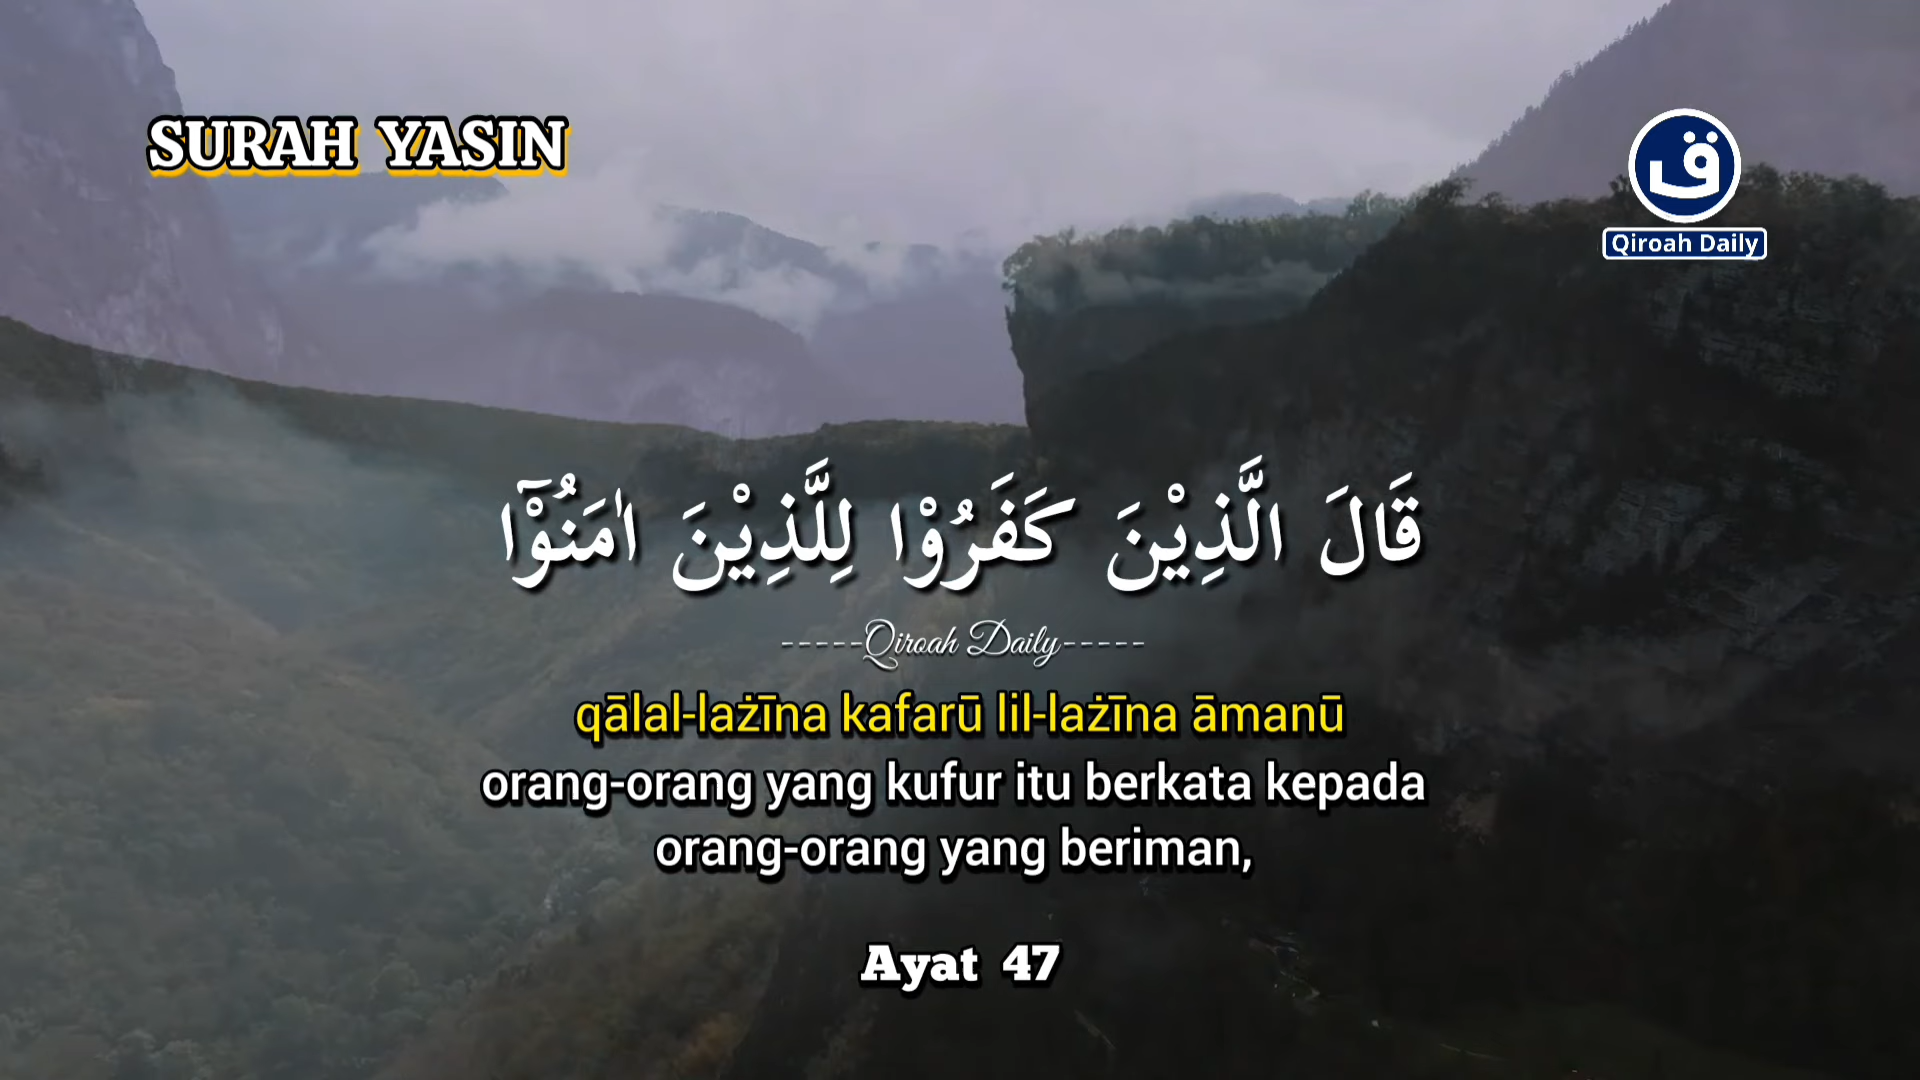 SURAH YASIN
ق
Qiroah Daily
قَالَ الَّذِيْنَ كَفَرُوْا لِلَّذِيْنَ اٰمَنُوْٓا
-----Qiroah Daily-----
qālal-lażīna kafarū lil-lażīna āmanū
orang-orang yang kufur itu berkata kepada
orang-orang yang beriman,
Ayat 47